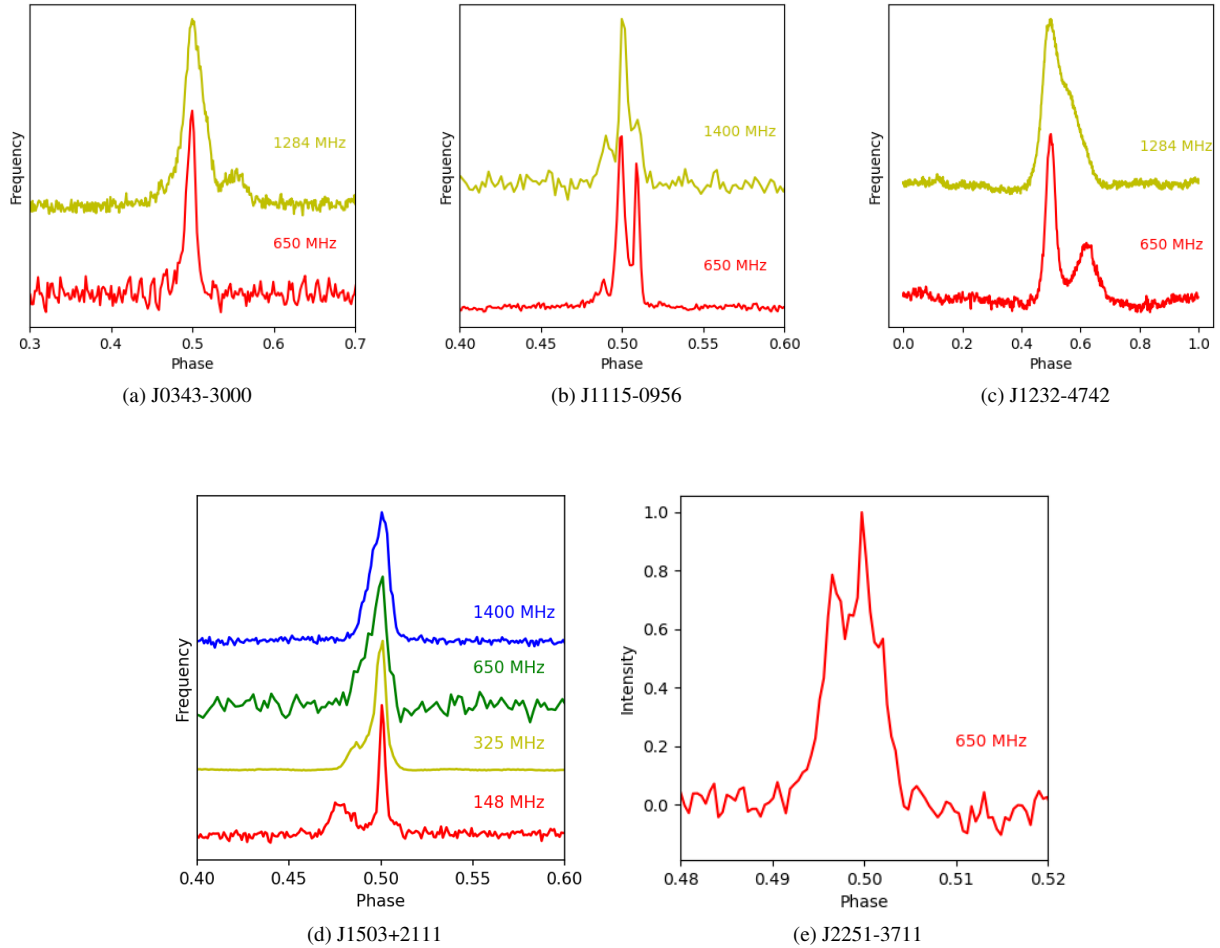 1284 MHz
650 MHz
Frequency
0.3 0.4 0.5 0.6 0.7
Phase
(a) J0343-3000
1400 MHz
650 MHz
Frequency
0.40 0.45 0.50 0.55 0.60
Phase
(b) J1115-0956
1284 MHz
650 MHz
Frequency
0.0 0.2 0.4 0.6 0.8 1.0
Phase
(c) J1232-4742
1400 MHz
650 MHz
325 MHz
148 MHz
Frequency
0.40 0.45 0.50 0.55 0.60
Phase
(d) J1503+2111
1.0
0.8
0.6
0.4
0.2
0.0
Intensity
650 MHz
0.48 0.49 0.50 0.51 0.52
Phase
(e) J2251-3711